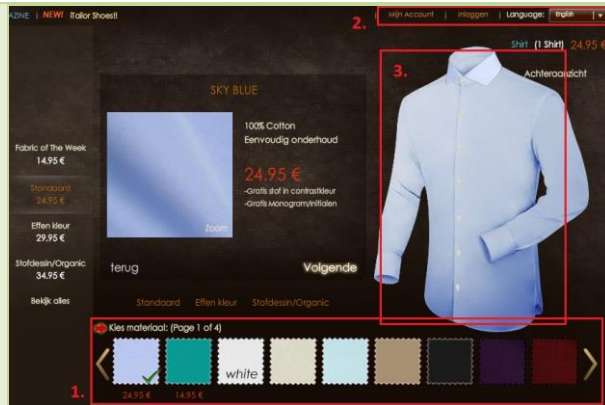 AZINE | NEW! iTailor Shoes!!
2.
| Mijn Account | Inloggen | Language: English
Shirt (1 Shirt) 24.95 €
3.
Achteraanzicht
SKY BLUE
100% Cotton
Eenvoudig onderhoud
24.95 €
-Gratis stof in contrastkleur
-Gratis Monogram/Initialen
Zoom
terug
Volgende
Fabric of The Week
14.95 €
Standaard
24.95 €
Effen kleur
29.95 €
Stofdessin/Organic
34.95 €
Bekijk alles
Standaard Effen kleur Stofdessin/Organic
Kies materiaal: (Page 1 of 4)
white
1.
24.95 € 14.95 €